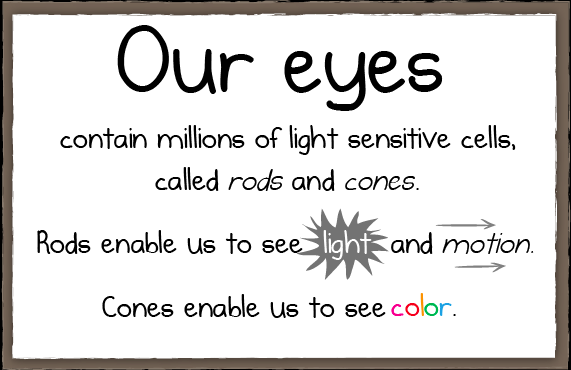 Our eyes
contain millions of light sensitive cells,
called rods and cones.
Rods enable us to see light and motion.
Cones enable us to see color.